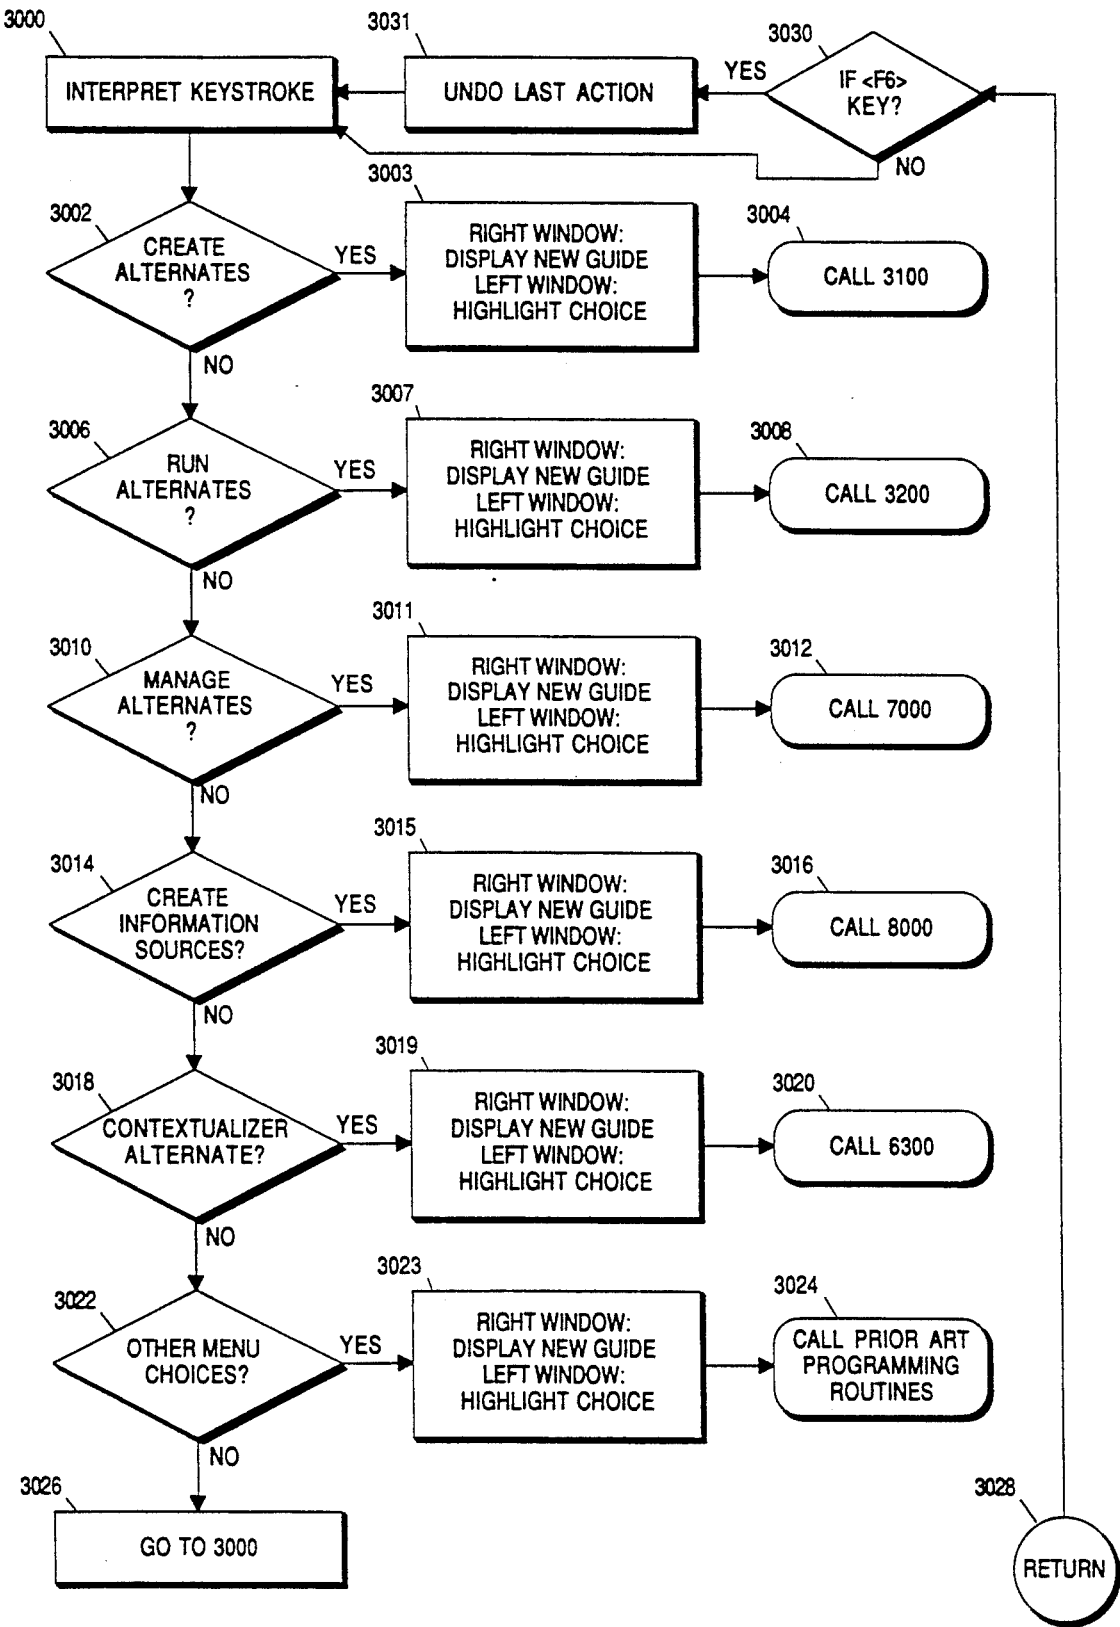 3000
3031
3030
INTERPRET KEYSTROKE
UNDO LAST ACTION
YES
IF <F6>
KEY?
NO
3002
CREATE
ALTERNATES
?
YES
NO
3003
RIGHT WINDOW:
DISPLAY NEW GUIDE
LEFT WINDOW:
HIGHLIGHT CHOICE
3004
CALL 3100
3006
RUN
ALTERNATES
?
YES
NO
3007
RIGHT WINDOW:
DISPLAY NEW GUIDE
LEFT WINDOW:
HIGHLIGHT CHOICE
3008
CALL 3200
3010
MANAGE
ALTERNATES
?
YES
NO
3011
RIGHT WINDOW:
DISPLAY NEW GUIDE
LEFT WINDOW:
HIGHLIGHT CHOICE
3012
CALL 7000
3014
CREATE
INFORMATION
SOURCES?
YES
NO
3015
RIGHT WINDOW:
DISPLAY NEW GUIDE
LEFT WINDOW:
HIGHLIGHT CHOICE
3016
CALL 8000
3018
CONTEXTUALIZER
ALTERNATE?
YES
NO
3019
RIGHT WINDOW:
DISPLAY NEW GUIDE
LEFT WINDOW:
HIGHLIGHT CHOICE
3020
CALL 6300
3022
OTHER MENU
CHOICES?
YES
NO
3023
RIGHT WINDOW:
DISPLAY NEW GUIDE
LEFT WINDOW:
HIGHLIGHT CHOICE
3024
CALL PRIOR ART
PROGRAMMING
ROUTINES
3026
GO TO 3000
3028
RETURN